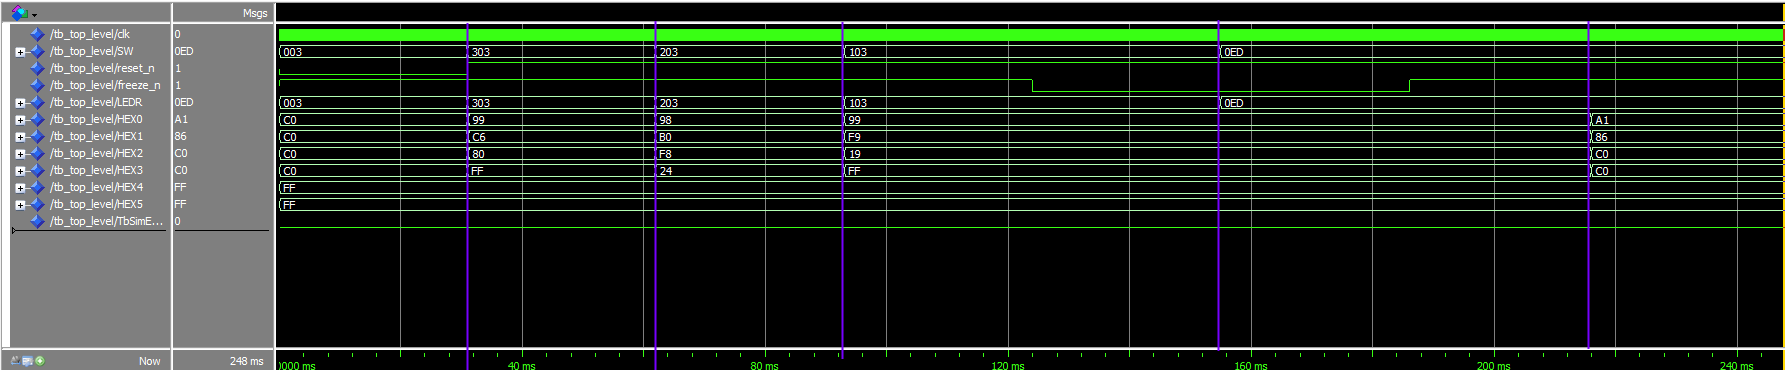 Msgs
/tb_top_level/clk 0
/tb_top_level/SW 0ED 003 303 203 103 0ED
/tb_top_level/reset_n 1
/tb_top_level/freeze_n 1
/tb_top_level/LEDR 0ED 003 303 203 103 0ED
/tb_top_level/HEX0 A1 C0 99 98 99 A1
/tb_top_level/HEX1 86 C0 C6 B0 F9 86
/tb_top_level/HEX2 C0 C0 80 F8 19 C0
/tb_top_level/HEX3 C0 C0 FF 24 FF C0
/tb_top_level/HEX4 FF FF
/tb_top_level/HEX5 FF FF
/tb_top_level/TbSimE... 0
Now 248 ms 0000 ms 40 ms 80 ms 120 ms 160 ms 200 ms 240 ms